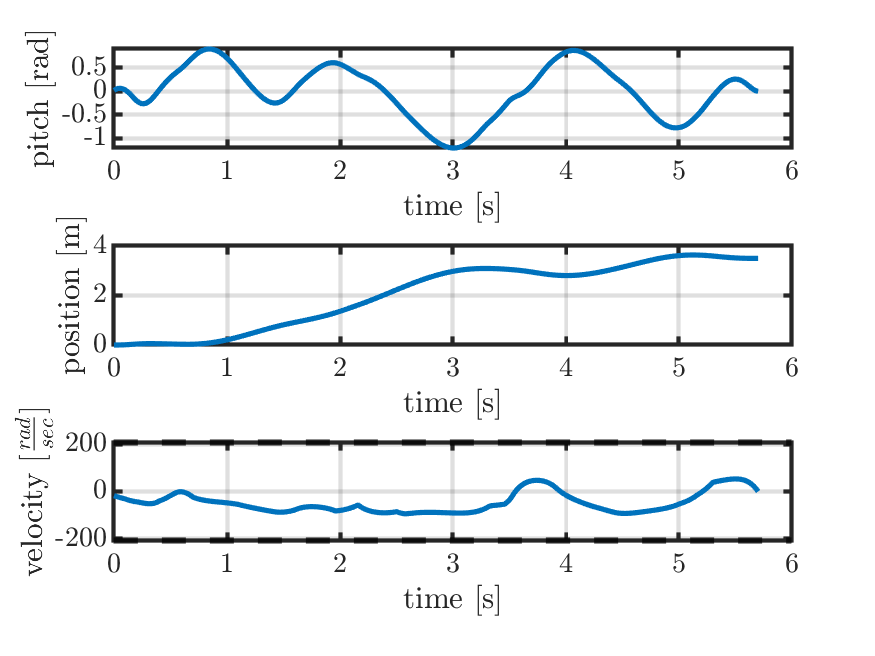 pitch [rad]
0.5
0
-0.5
-1
0 1 2 3 4 5 6
time [s]
position [m]
4
2
0
0 1 2 3 4 5 6
time [s]
velocity [rad/sec]
200
0
-200
0 1 2 3 4 5 6
time [s]